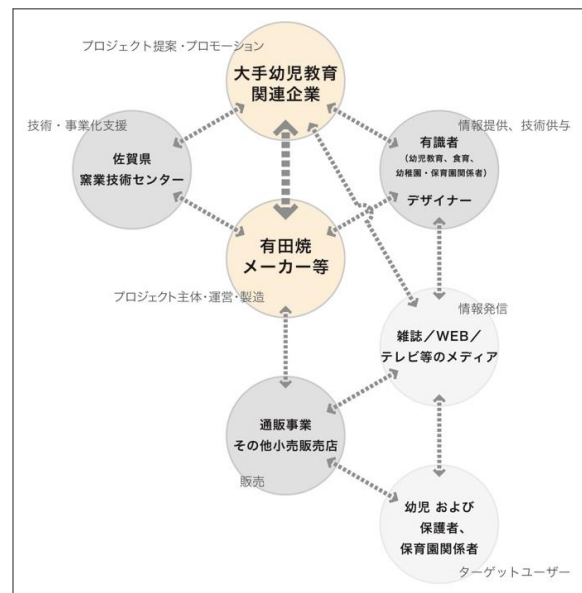 プロジェクト提案・プロモーション
大手幼児教育
関連企業
技術・事業化支援
佐賀県
窯業技術センター
情報提供、技術供与
有識者
(幼児教育、食育、
幼稚園・保育園関係者)
デザイナー
有田焼
メーカー等
プロジェクト主体・運営・製造
情報発信
雑誌/WEB/
テレビ等のメディア
通販事業
その他小売販売店
販売
幼児 および
保護者、
保育園関係者
ターゲットユーザー